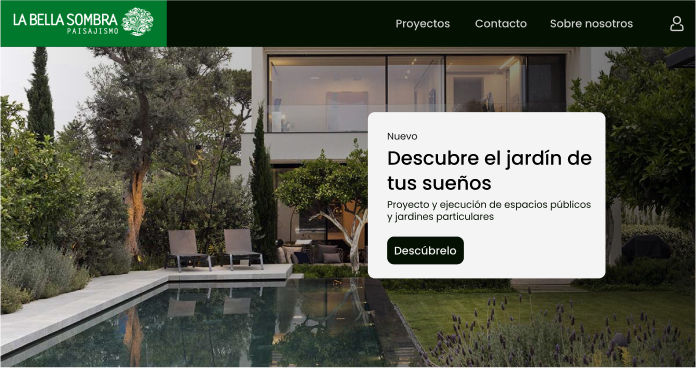 LA BELLA SOMBRA
PAISAJISMO
Proyectos Contacto Sobre nosotros
Nuevo
Descubre el jardín de
tus sueños
Proyecto y ejecución de espacios públicos
y jardines particulares
Descúbrelo